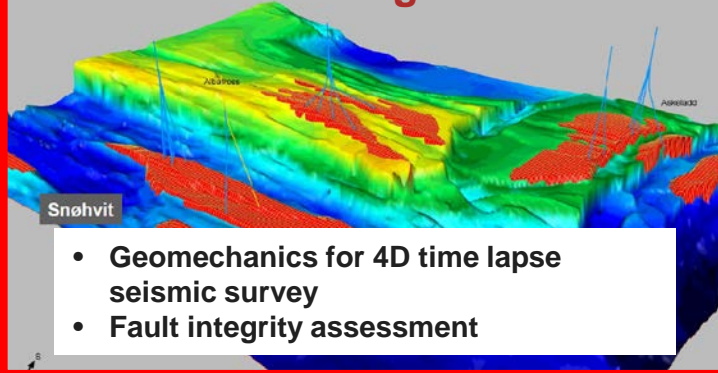 Albatross
Askeladd
Snøhvit
• Geomechanics for 4D time lapse
seismic survey
• Fault integrity assessment
S